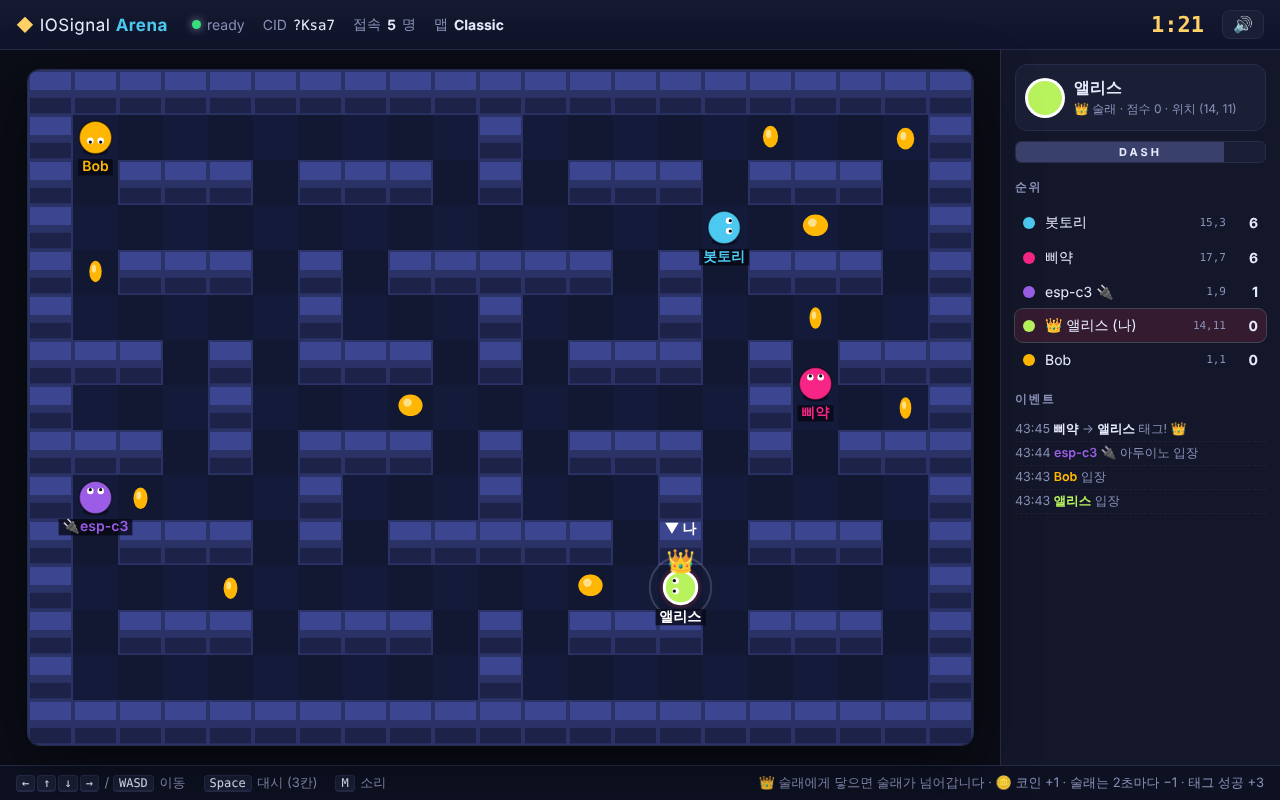 IOSignal Arena ready CID ?Ksa7 접속 5 명 맵 Classic 1:21
앨리스
👑 술래 · 점수 0 · 위치 (14, 11)
DASH
순위
봇토리 15,3 6
삐약 17,7 6
esp-c3 🔌 1,9 1
👑 앨리스 (나) 14,11 0
Bob 1,1 0
이벤트
43:45 삐약 → 앨리스 태그! 👑
43:44 esp-c3 🔌 아두이노 입장
43:43 Bob 입장
43:43 앨리스 입장
Bob
봇토리
삐약
🔌esp-c3
▼나
앨리스
← ↑ ↓ → / WASD 이동 Space 대시 (3칸) M 소리
👑 술래에게 닿으면 술래가 넘어갑니다 · 🪙 코인 +1 · 술래는 2초마다 −1 · 태그 성공 +3